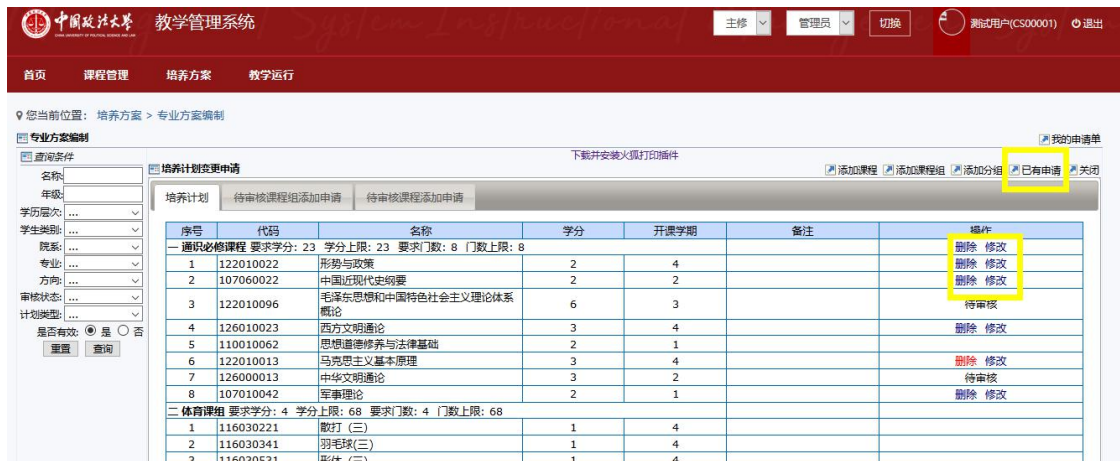 中国政法大学 教学管理系统 主修 管理员 切换 测试用户(CS00001) 退出
CHINA UNIVERSITY OF POLITICAL SCIENCE AND LAW
首页 课程管理 培养方案 教学运行
您当前位置： 培养方案 > 专业方案编制
专业方案编制 我的申请单
查询条件 下载并安装火狐打印插件
名称: 培养计划变更申请 添加课程 添加课程组 添加分组 已有申请 关闭
年级: 培养计划 待审核课程组添加申请 待审核课程添加申请
学历层次: ...
学生类别: ...
院系: ...
专业: ...
方向: ...
审核状态: ...
计划类型: ...
是否有效: 是 否
重置 查询
序号 代码 名称 学分 开课学期 备注 操作
一 通识必修课程 要求学分: 23 学分上限: 23 要求门数: 8 门数上限: 8 删除 修改
1 122010022 形势与政策 2 4 删除 修改
2 107060022 中国近现代史纲要 2 2 删除 修改
3 122010096 毛泽东思想和中国特色社会主义理论体系 6 3 待审核
概论
4 126010023 西方文明通论 3 4 删除 修改
5 110010062 思想道德修养与法律基础 2 1
6 122010013 马克思主义基本原理 3 4 删除 修改
7 126000013 中华文明通论 3 2 待审核
8 107010042 军事理论 2 1 删除 修改
二 体育课组 要求学分: 4 学分上限: 68 要求门数: 4 门数上限: 68
1 116030221 散打 (三) 1 4
2 116030341 羽毛球(三) 1 4
3 116030531 形体 (三) 1 4